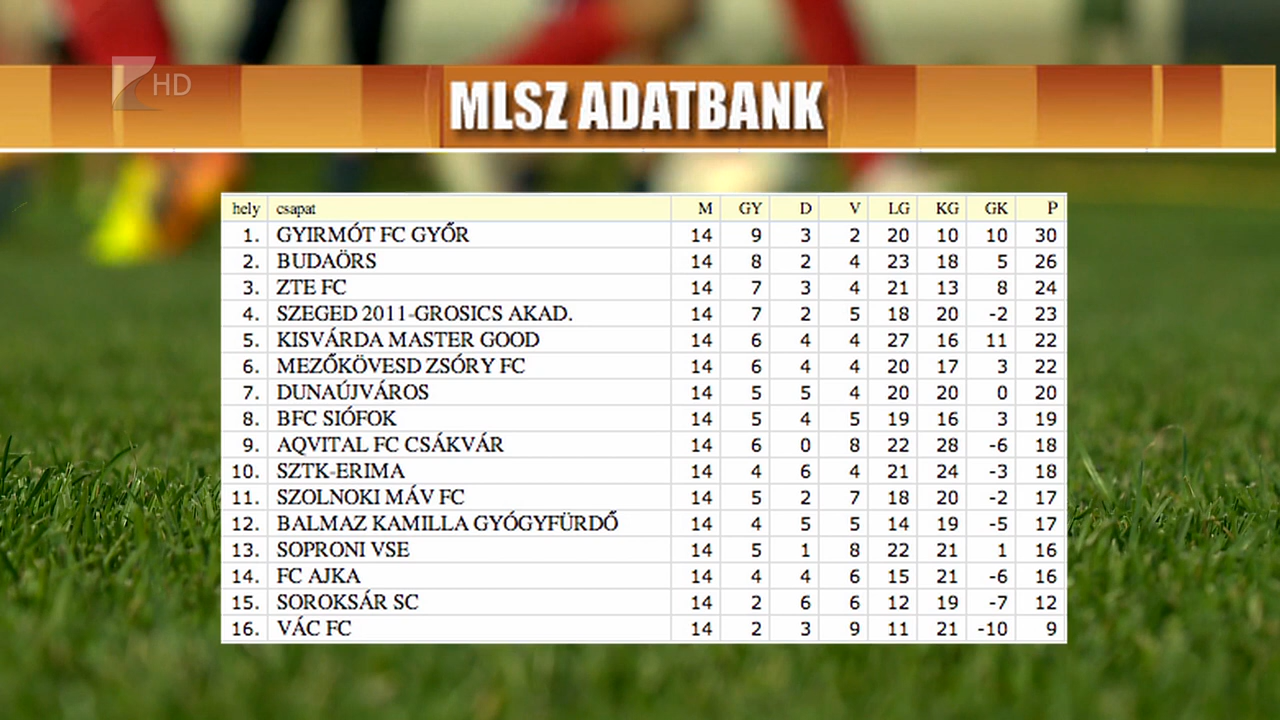 HD
MLSZ ADATBANK
hely csapat M GY D V LG KG GK P
1. GYIRMÓT FC GYŐR 14 9 3 2 20 10 10 30
2. BUDAÖRS 14 8 2 4 23 18 5 26
3. ZTE FC 14 7 3 4 21 13 8 24
4. SZEGED 2011-GROSICS AKAD. 14 7 2 5 18 20 -2 23
5. KISVÁRDA MASTER GOOD 14 6 4 4 27 16 11 22
6. MEZŐKÖVESD ZSÓRY FC 14 6 4 4 20 17 3 22
7. DUNAÚJVÁROS 14 5 5 4 20 20 0 20
8. BFC SIÓFOK 14 5 4 5 19 16 3 19
9. AQVITAL FC CSÁKVÁR 14 6 0 8 22 28 -6 18
10. SZTK-ERIMA 14 4 6 4 21 24 -3 18
11. SZOLNOKI MÁV FC 14 5 2 7 18 20 -2 17
12. BALMAZ KAMILLA GYÓGYFÜRDŐ 14 4 5 5 14 19 -5 17
13. SOPRONI VSE 14 5 1 8 22 21 1 16
14. FC AJKA 14 4 4 6 15 21 -6 16
15. SOROKSÁR SC 14 2 6 6 12 19 -7 12
16. VÁC FC 14 2 3 9 11 21 -10 9